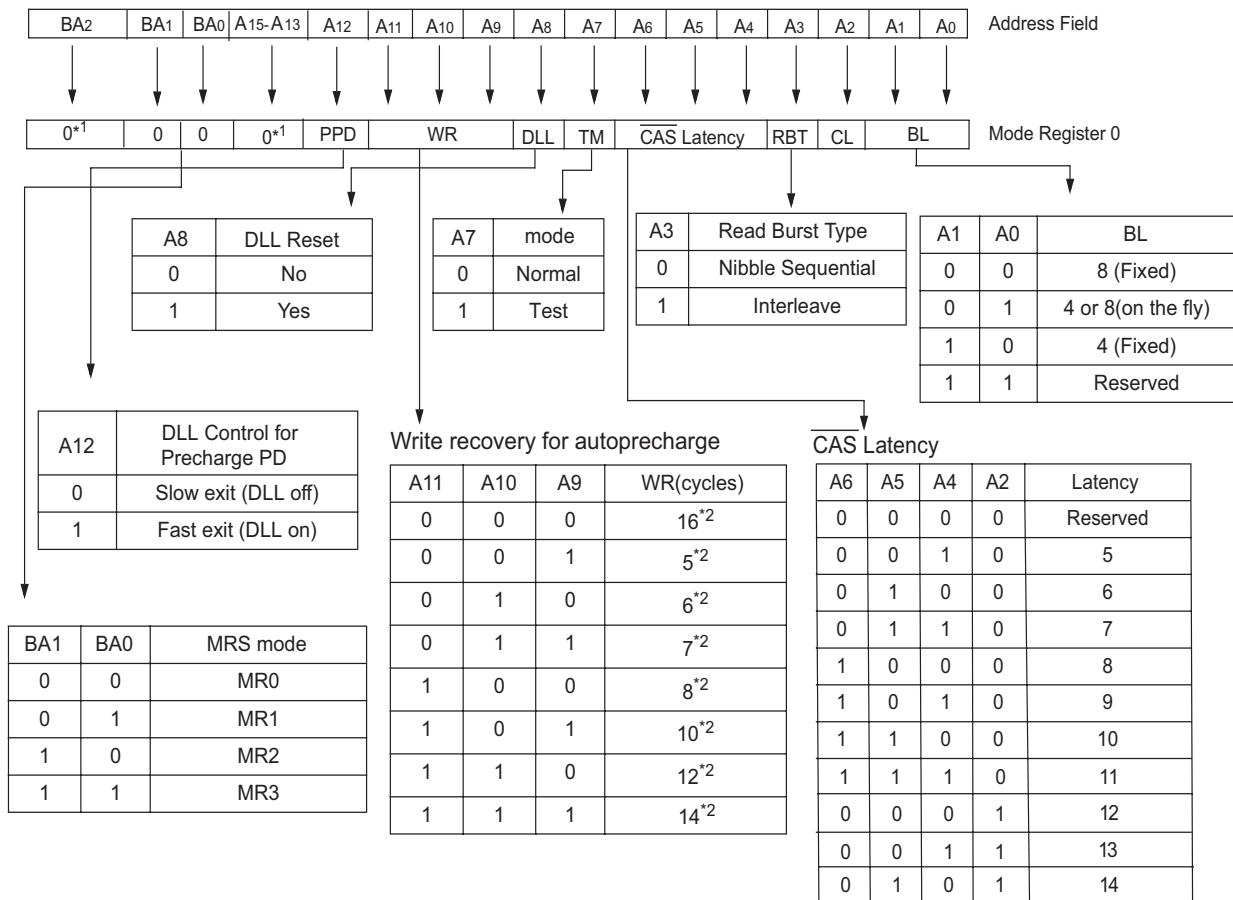 BA2 BA1 BA0 A15-A13 A12 A11 A10 A9 A8 A7 A6 A5 A4 A3 A2 A1 A0 Address Field
0*1 0 0 0*1 PPD WR DLL TM CAS Latency RBT CL BL Mode Register 0
A8 DLL Reset
0 No
1 Yes
A7 mode
0 Normal
1 Test
A3 Read Burst Type
0 Nibble Sequential
1 Interleave
A1 A0 BL
0 0 8 (Fixed)
0 1 4 or 8(on the fly)
1 0 4 (Fixed)
1 1 Reserved
A12 DLL Control for
Precharge PD
0 Slow exit (DLL off)
1 Fast exit (DLL on)
Write recovery for autoprecharge
A11 A10 A9 WR(cycles)
0 0 0 16*2
0 0 1 5*2
0 1 0 6*2
0 1 1 7*2
1 0 0 8*2
1 0 1 10*2
1 1 0 12*2
1 1 1 14*2
CAS Latency
A6 A5 A4 A2 Latency
0 0 0 0 Reserved
0 0 1 0 5
0 1 0 0 6
0 1 1 0 7
1 0 0 0 8
1 0 1 0 9
1 1 0 0 10
1 1 1 0 11
0 0 0 1 12
0 0 1 1 13
0 1 0 1 14
BA1 BA0 MRS mode
0 0 MR0
0 1 MR1
1 0 MR2
1 1 MR3